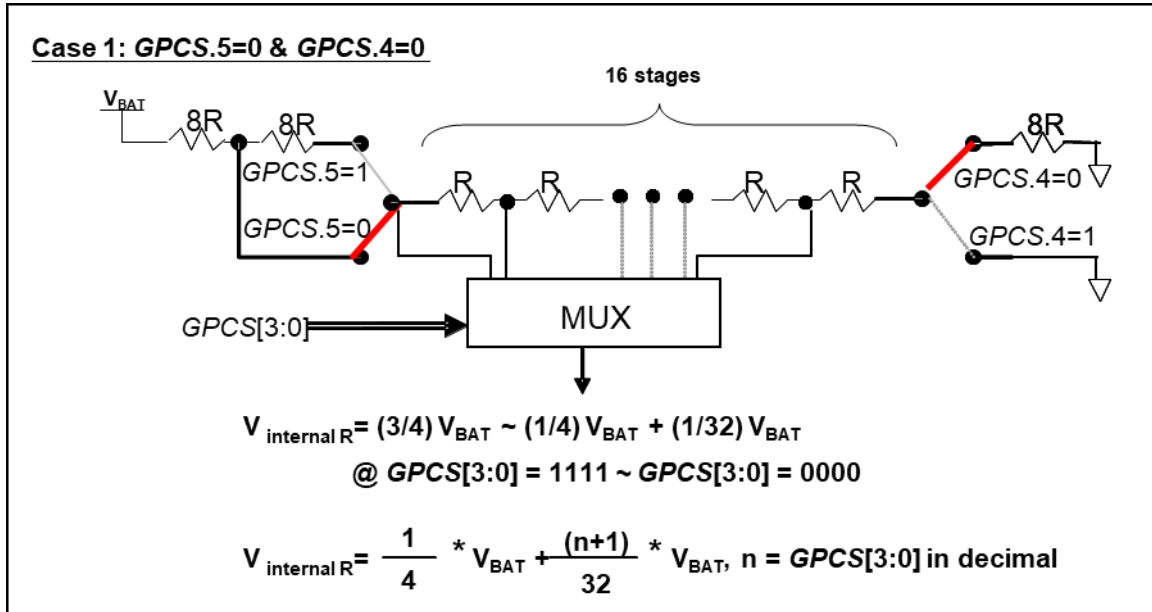 Case 1: GPCS.5=0 & GPCS.4=0
16 stages
VBAT
8R
8R
8R
GPCS.5=1
R
R
R
R
GPCS.4=0
GPCS.5=0
GPCS.4=1
MUX
GPCS[3:0]
V internal R= (3/4) VBAT ~ (1/4) VBAT + (1/32) VBAT
@ GPCS[3:0] = 1111 ~ GPCS[3:0] = 0000
V internal R= 1/4 * VBAT + (n+1)/32 * VBAT, n = GPCS[3:0] in decimal